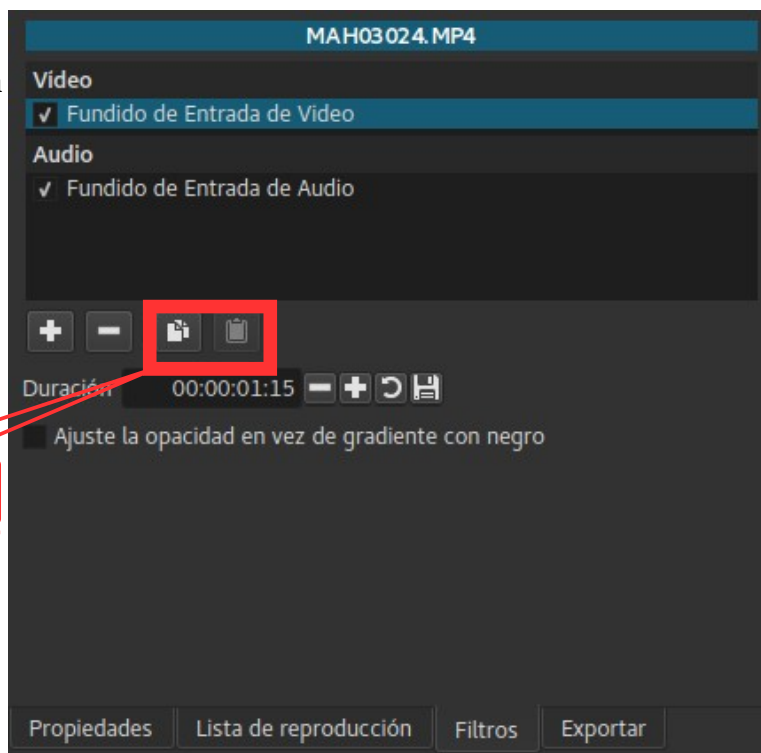 MAH03024.MP4
Vídeo
Fundido de Entrada de Video
Audio
Fundido de Entrada de Audio
Duración 00:00:01:15
Ajuste la opacidad en vez de gradiente con negro
Propiedades Lista de reproducción Filtros Exportar